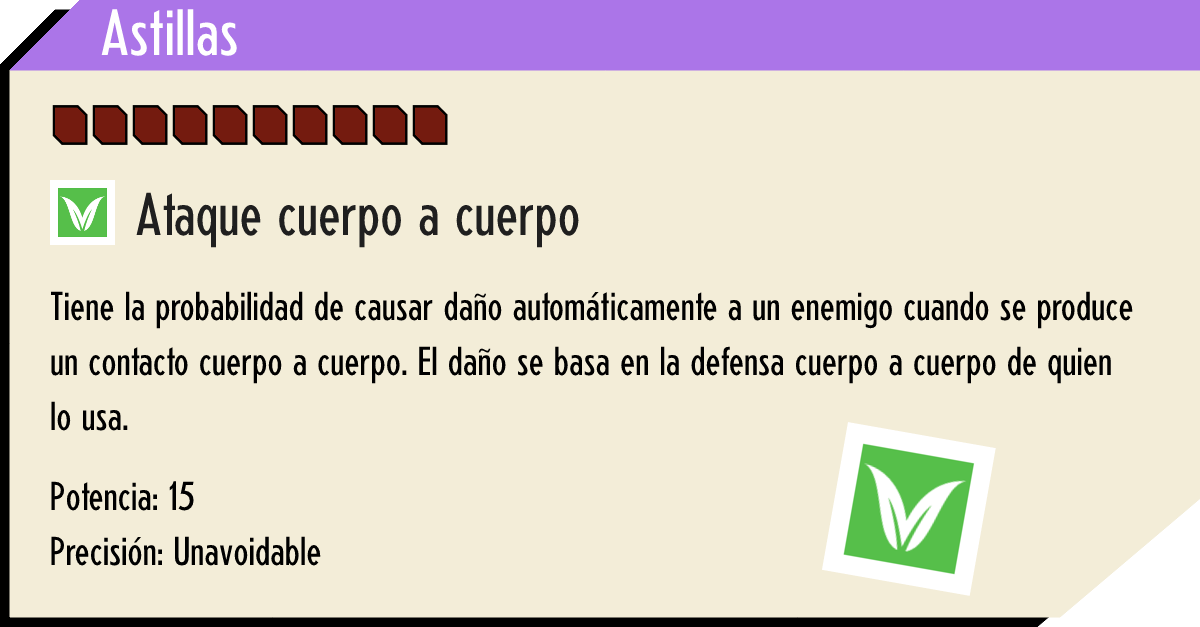 Astillas
Ataque cuerpo a cuerpo
Tiene la probabilidad de causar daño automáticamente a un enemigo cuando se produce
un contacto cuerpo a cuerpo. El daño se basa en la defensa cuerpo a cuerpo de quien
lo usa.
Potencia: 15
Precisión: Unavoidable